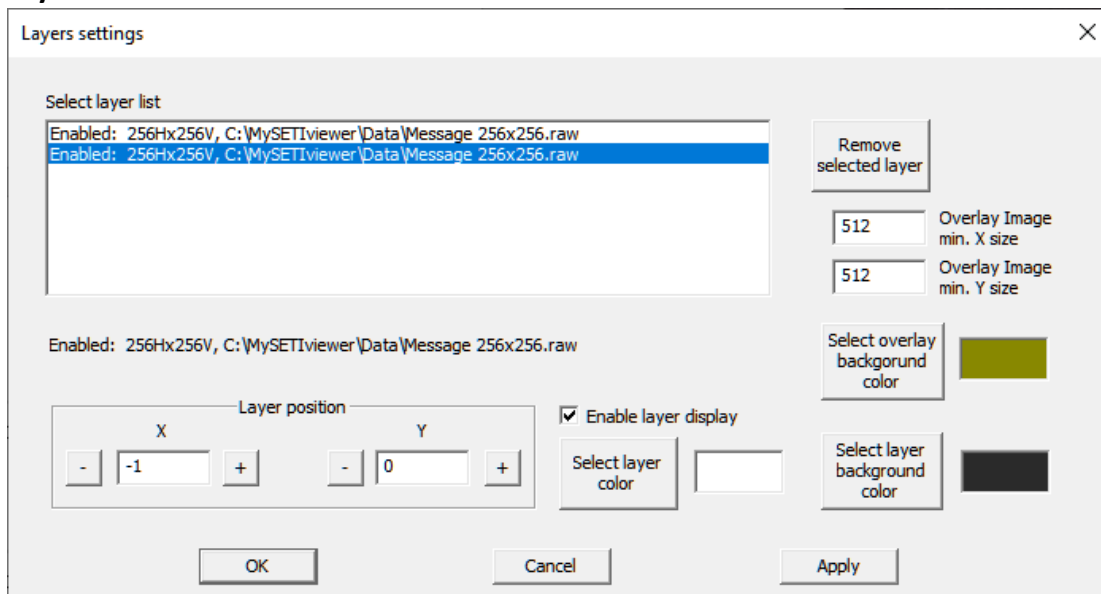 Layers settings
Select layer list
Enabled: 256Hx256V, C:\MySETIviewer\Data\Message 256x256.raw
Enabled: 256Hx256V, C:\MySETIviewer\Data\Message 256x256.raw
Remove
selected layer
512
Overlay Image
min. X size
512
Overlay Image
min. Y size
Enabled: 256Hx256V, C:\MySETIviewer\Data\Message 256x256.raw
Select overlay
backgorund
color
Layer position
X
Y
- -1 +
- 0 +
Enable layer display
Select layer
color
Select layer
background
color
OK
Cancel
Apply